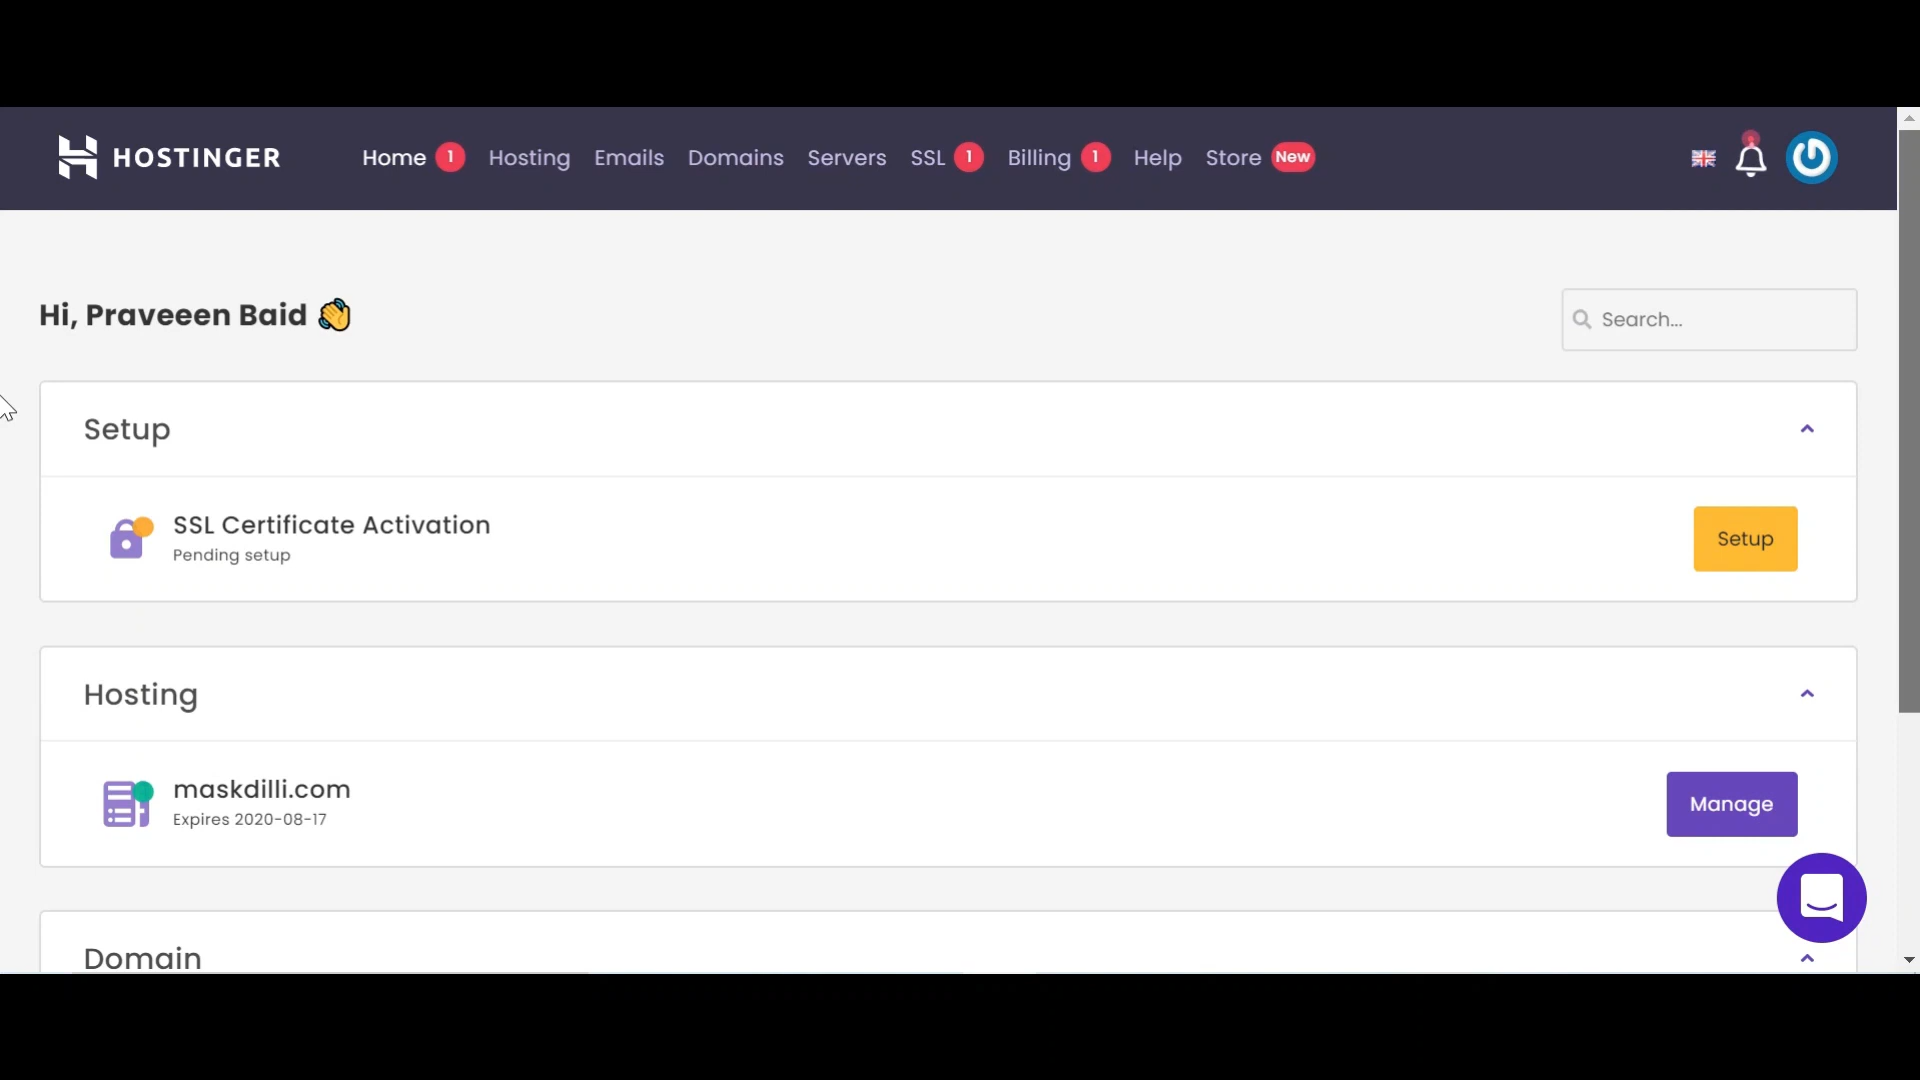 HOSTINGER Home 1 Hosting Emails Domains Servers SSL 1 Billing 1 Help Store New
Hi, Praveeen Baid 👋
Search...
Setup
SSL Certificate Activation
Pending setup
Setup
Hosting
maskdilli.com
Expires 2020-08-17
Manage
Domain